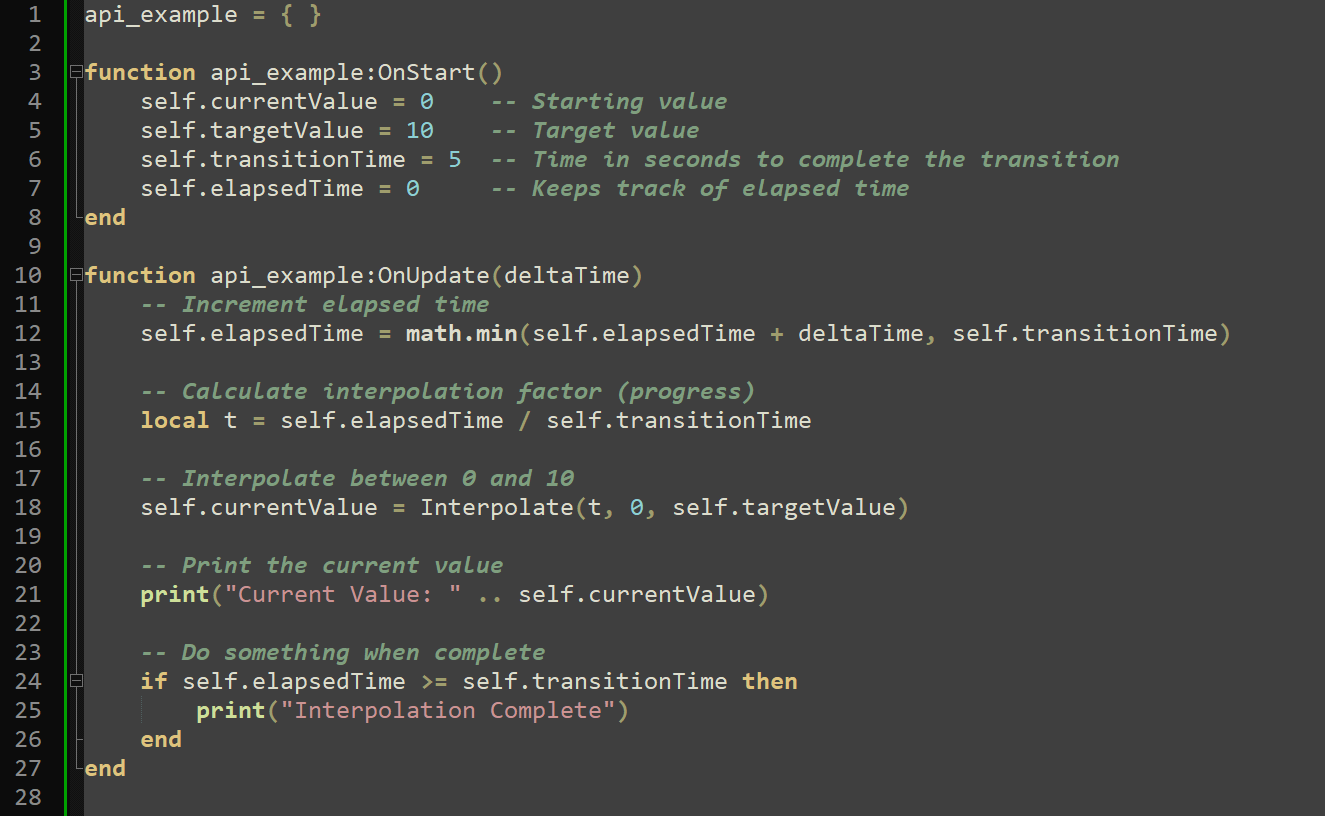 1 api_example = { }
2
3 function api_example:OnStart()
4     self.currentValue = 0    -- Starting value
5     self.targetValue = 10    -- Target value
6     self.transitionTime = 5  -- Time in seconds to complete the transition
7     self.elapsedTime = 0     -- Keeps track of elapsed time
8 end
9
10 function api_example:OnUpdate(deltaTime)
11     -- Increment elapsed time
12     self.elapsedTime = math.min(self.elapsedTime + deltaTime, self.transitionTime)
13
14     -- Calculate interpolation factor (progress)
15     local t = self.elapsedTime / self.transitionTime
16
17     -- Interpolate between 0 and 10
18     self.currentValue = Interpolate(t, 0, self.targetValue)
19
20     -- Print the current value
21     print("Current Value: " .. self.currentValue)
22
23     -- Do something when complete
24     if self.elapsedTime >= self.transitionTime then
25         print("Interpolation Complete")
26     end
27 end
28